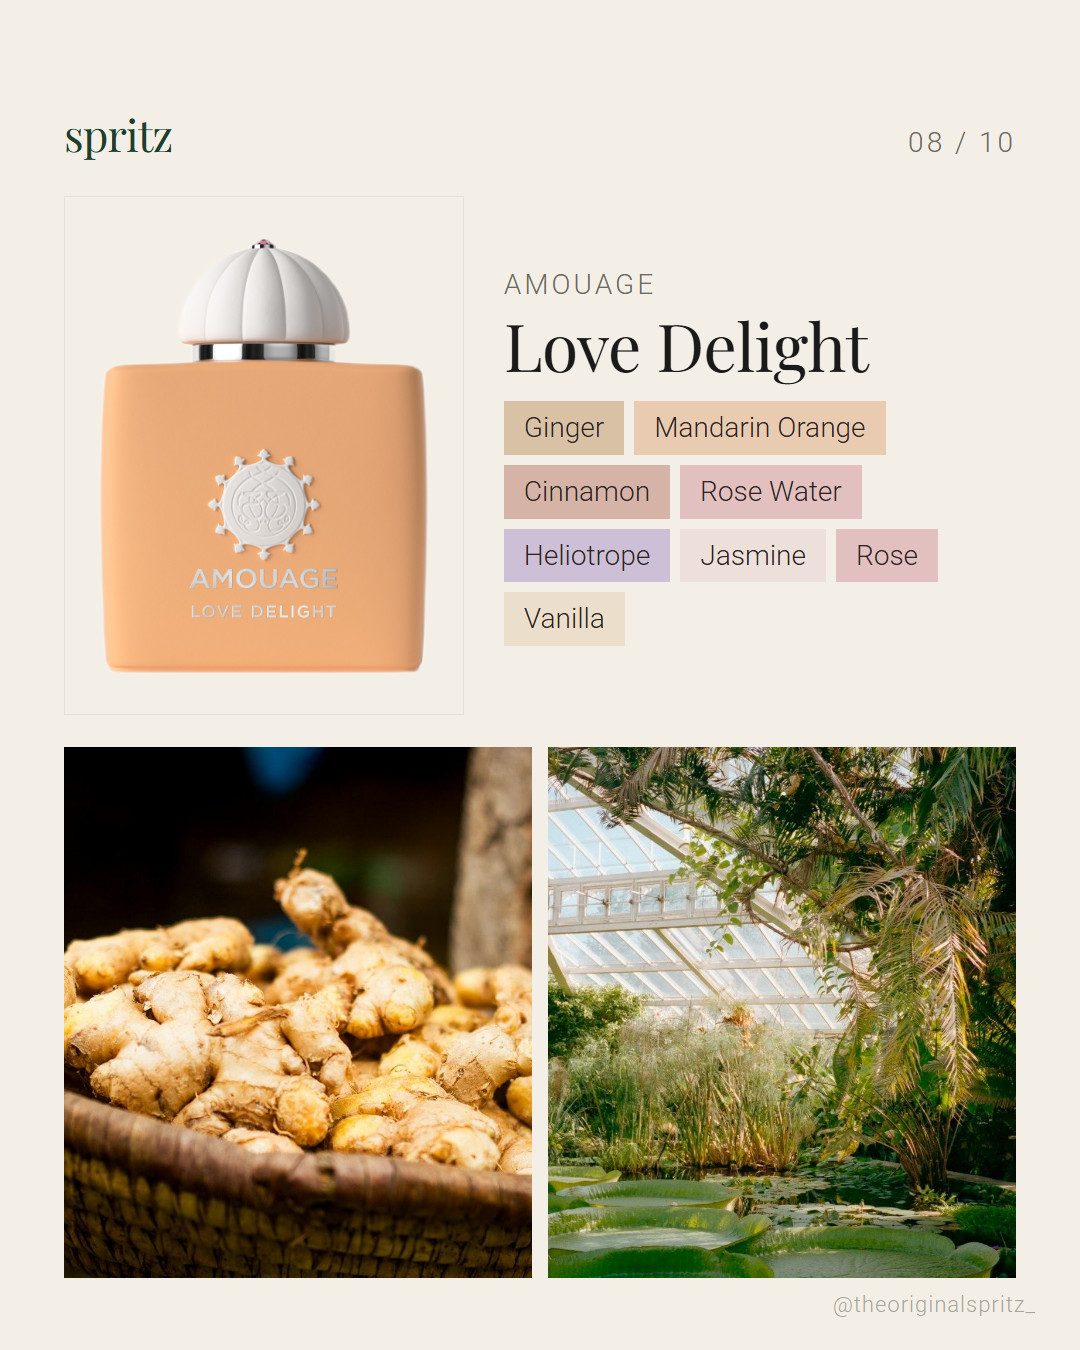 spritz
08 / 10
AMOUAGE
LOVE DELIGHT
AMOUAGE
Love Delight
Ginger
Mandarin Orange
Cinnamon
Rose Water
Heliotrope
Jasmine
Rose
Vanilla
@theoriginalspritz_